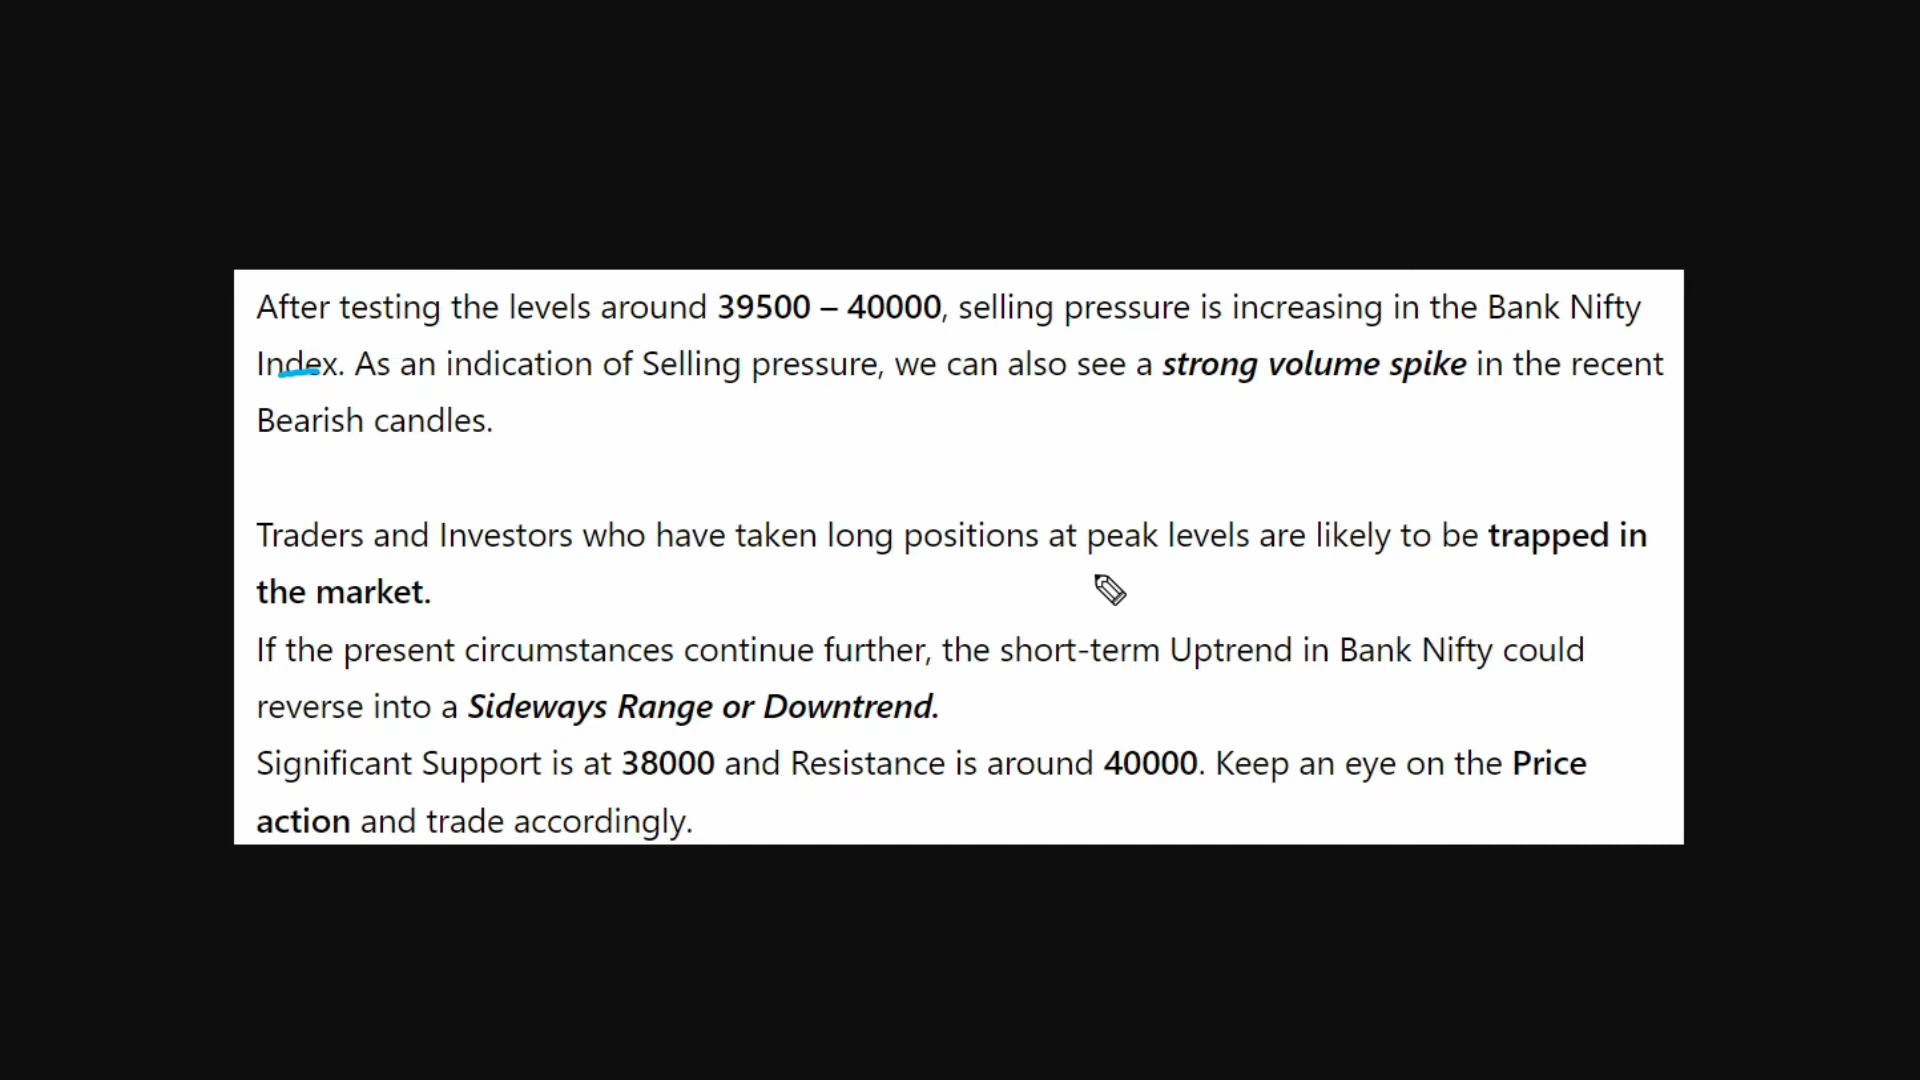 After testing the levels around 39500 – 40000, selling pressure is increasing in the Bank Nifty
Index. As an indication of Selling pressure, we can also see a strong volume spike in the recent
Bearish candles.
Traders and Investors who have taken long positions at peak levels are likely to be trapped in
the market.
If the present circumstances continue further, the short-term Uptrend in Bank Nifty could
reverse into a Sideways Range or Downtrend.
Significant Support is at 38000 and Resistance is around 40000. Keep an eye on the Price
action and trade accordingly.